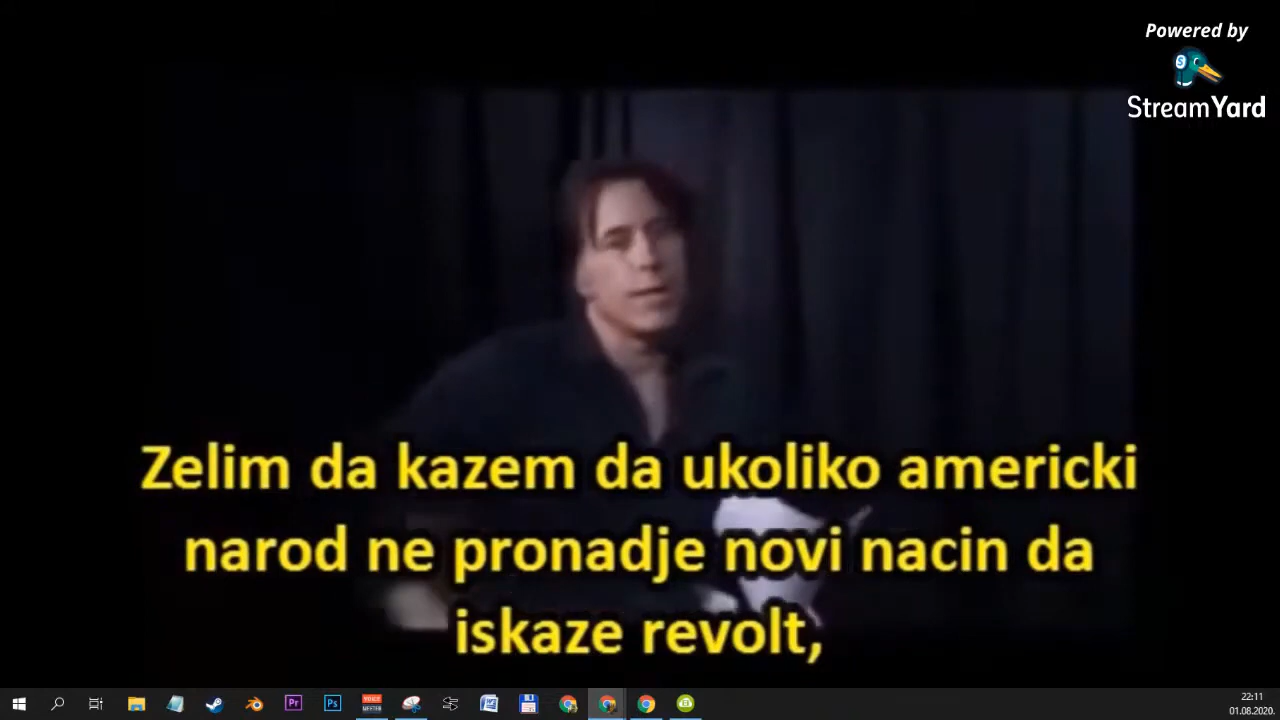 Powered by
StreamYard
Zelim da kazem da ukoliko americki
narod ne pronadje novi nacin da
iskaze revolt,
22:11
01.08.2020.